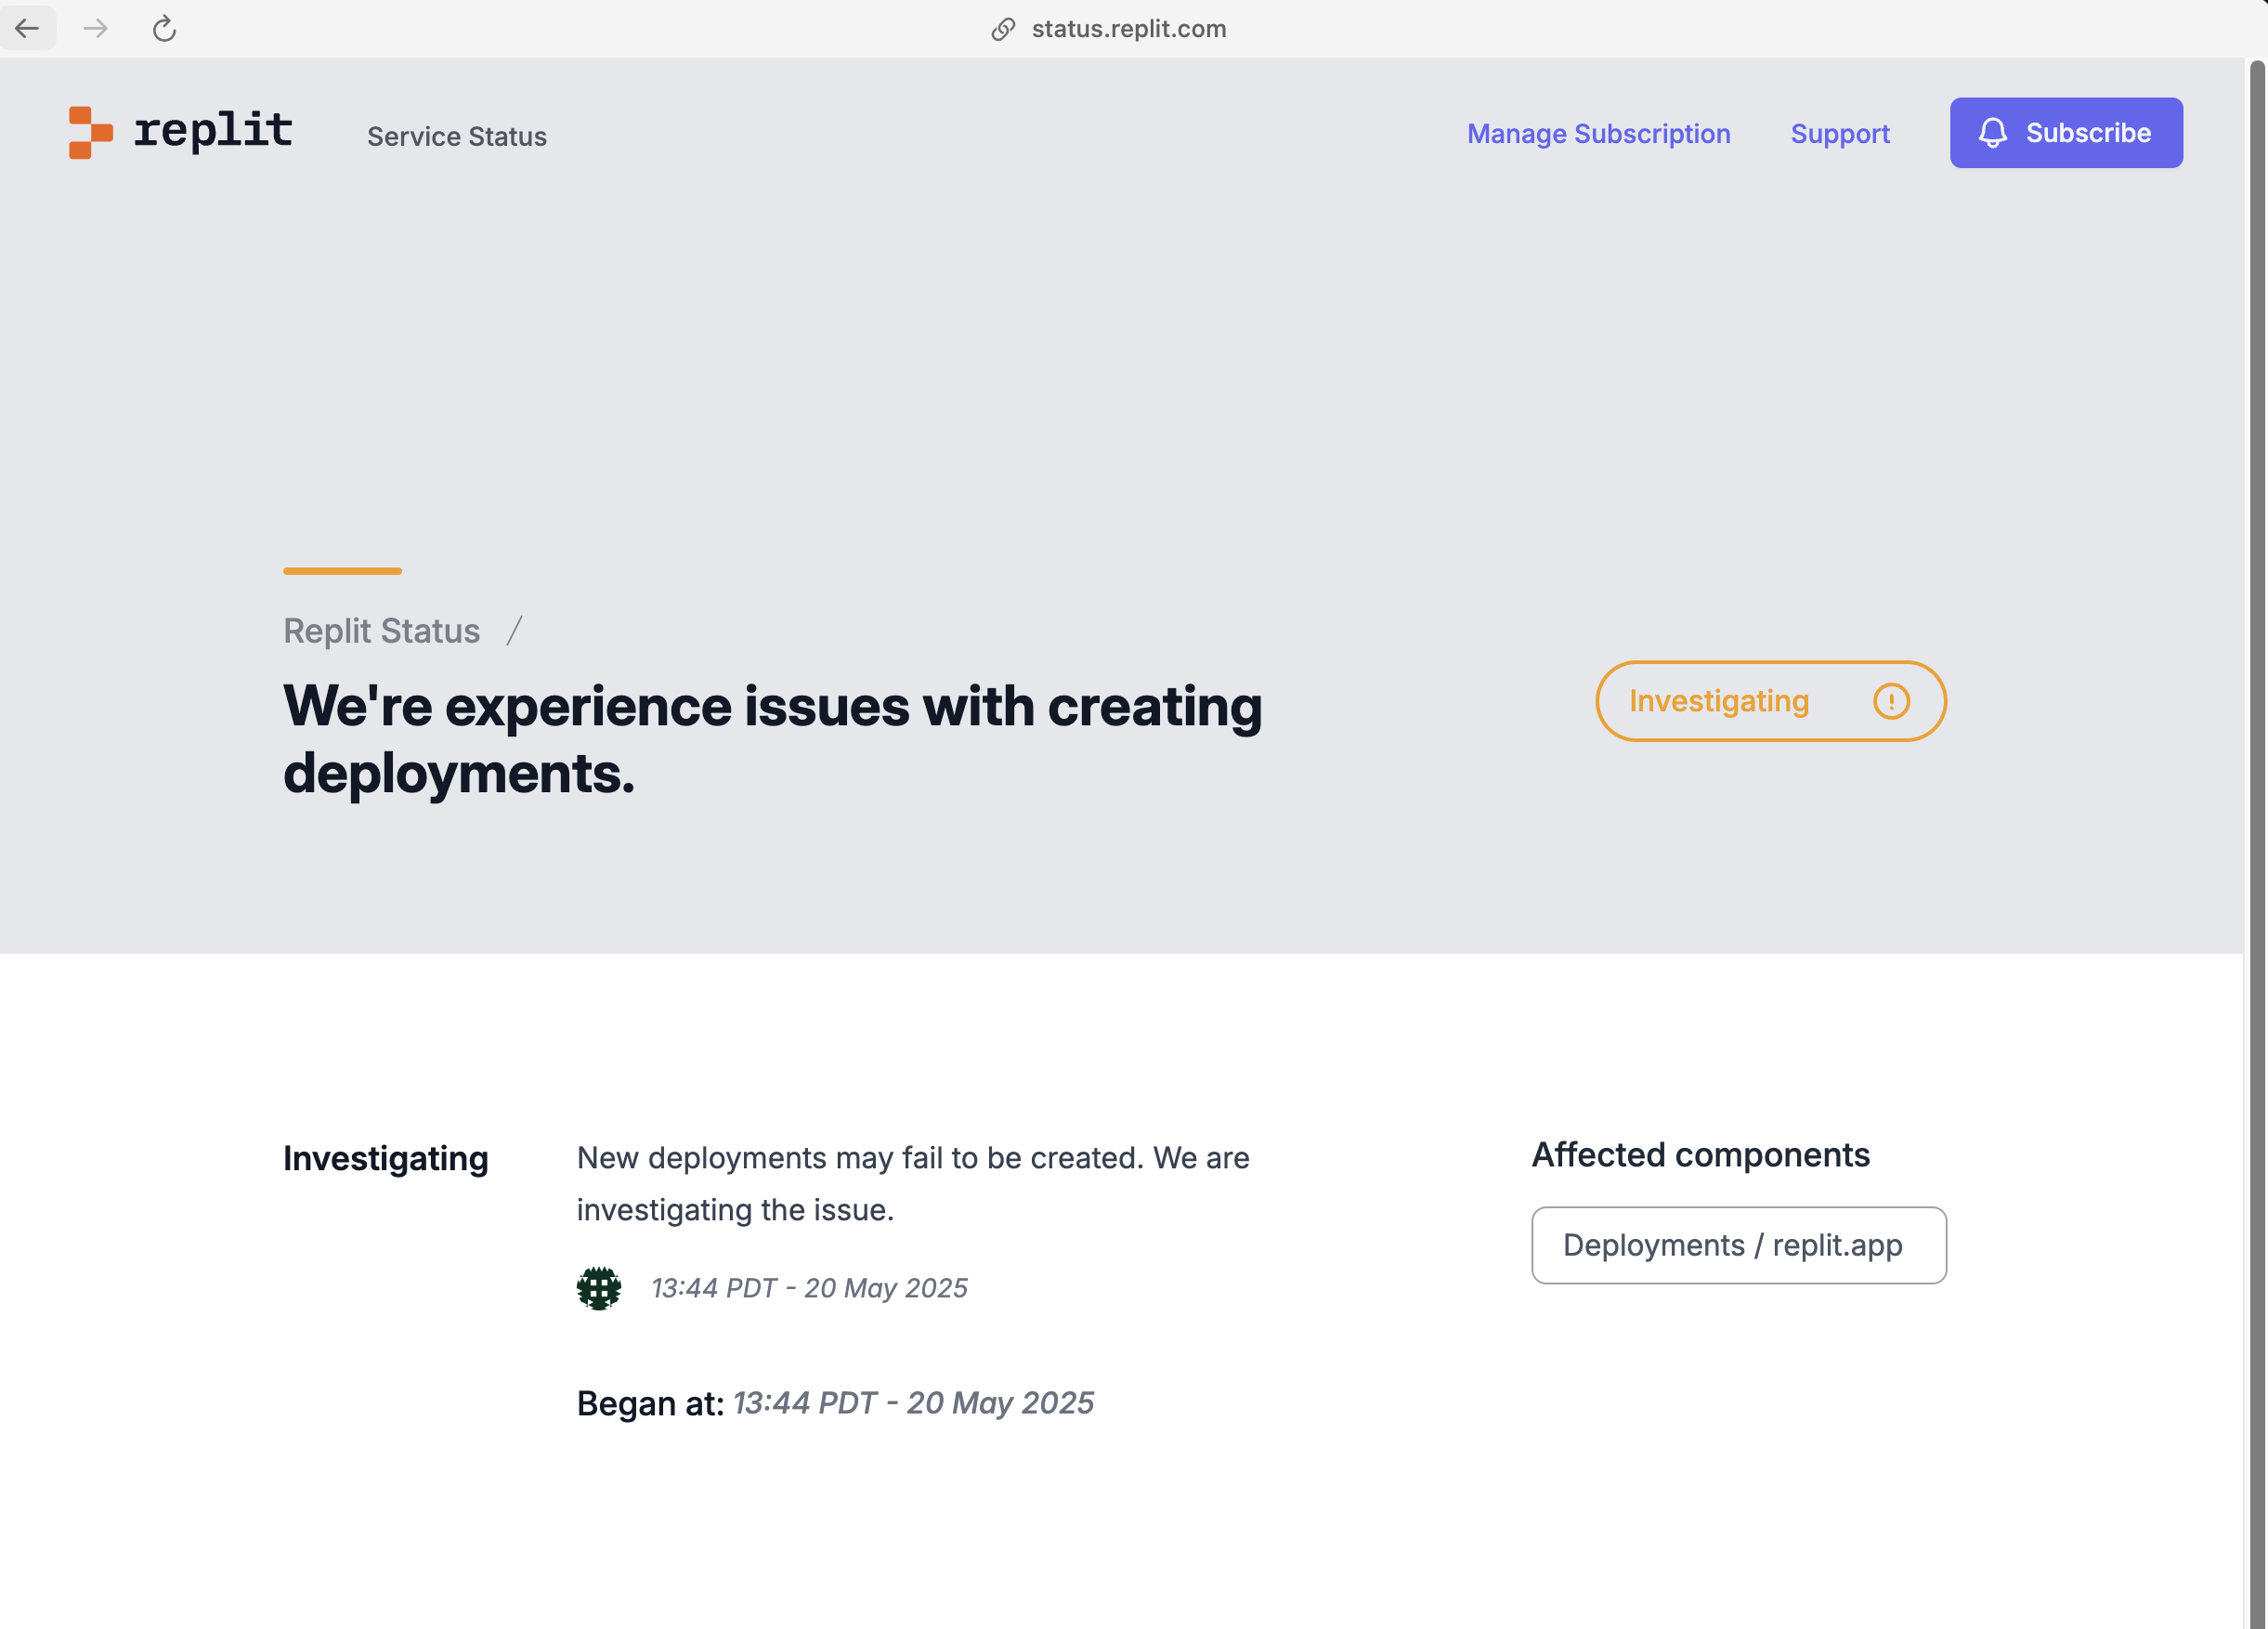 status.replit.com
replit
Service Status
Manage Subscription
Support
Subscribe
Replit Status /
We're experience issues with creating
deployments.
Investigating
Investigating
New deployments may fail to be created. We are
investigating the issue.
13:44 PDT - 20 May 2025
Began at: 13:44 PDT - 20 May 2025
Affected components
Deployments / replit.app